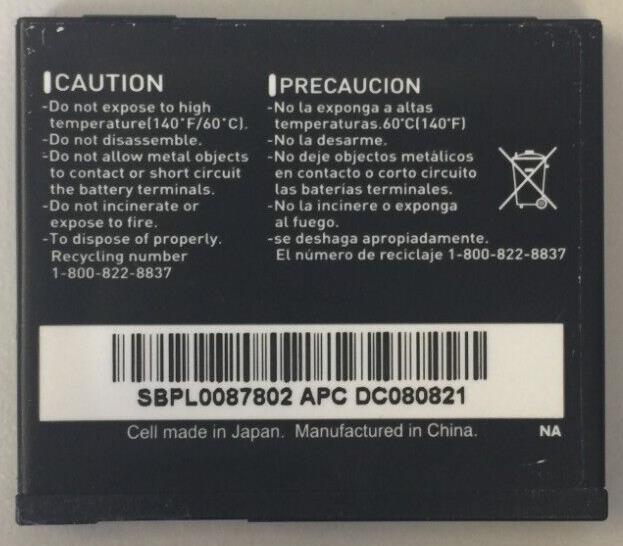 CAUTION
-Do not expose to high
temperature(140°F/60°C).
-Do not disassemble.
-Do not allow metal objects
to contact or short circuit
the battery terminals.
-Do not incinerate or
expose to fire.
-To dispose of properly.
Recycling number
1-800-822-8837
PRECAUCION
-No la exponga a altas
temperaturas.60°C(140°F)
-No la desarme.
-No deje objectos metálicos
en contacto o corto circuito
las baterías terminales.
-No la incinere o exponga
al fuego.
-se deshaga apropiadamente.
El número de reciclaje 1-800-822-8837
SBPL0087802 APC DC080821
Cell made in Japan. Manufactured in China.
NA